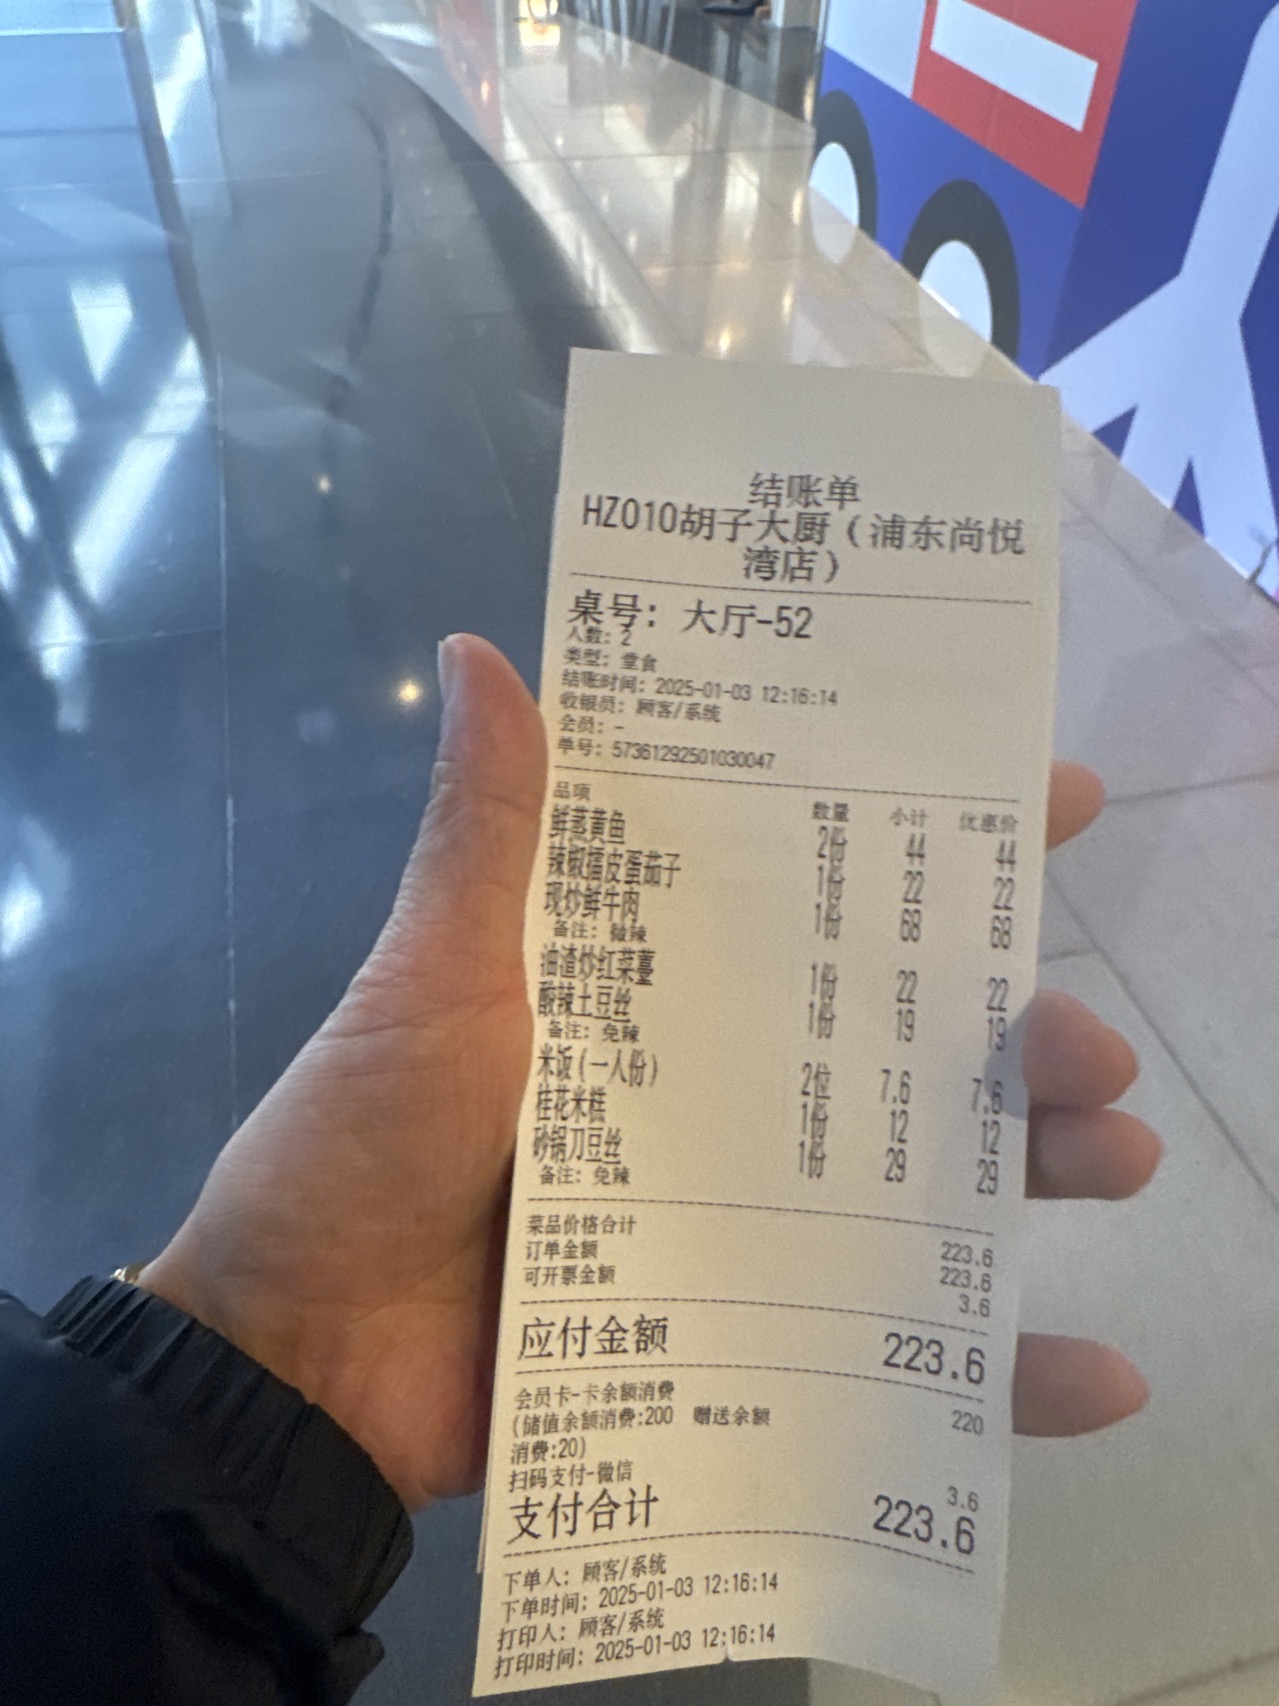 结账单
HZ010胡子大厨（浦东尚悦
湾店）
桌号：大厅-52
人数：2
类型：堂食
结账时间：2025-01-03 12:16:14
收银员：顾客/系统
会员：-
单号：57361292501030047
品项 数量 小计 优惠价
鲜蒸黄鱼 2份 44 44
辣椒擂皮蛋茄子 1份 22 22
现炒鲜牛肉 1份 68 68
备注：微辣
油渣炒红菜薹 1份 22 22
酸辣土豆丝 1份 19 19
备注：免辣
米饭（一人份） 2位 7.6 7.6
桂花米糕 1份 12 12
砂锅刀豆丝 1份 29 29
备注：免辣
菜品价格合计 223.6
订单金额 223.6
可开票金额 3.6
应付金额 223.6
会员卡-卡余额消费 220
(储值余额消费:200 赠送余额
消费:20)
扫码支付-微信 3.6
支付合计 223.6
下单人：顾客/系统
下单时间：2025-01-03 12:16:14
打印人：顾客/系统
打印时间：2025-01-03 12:16:14